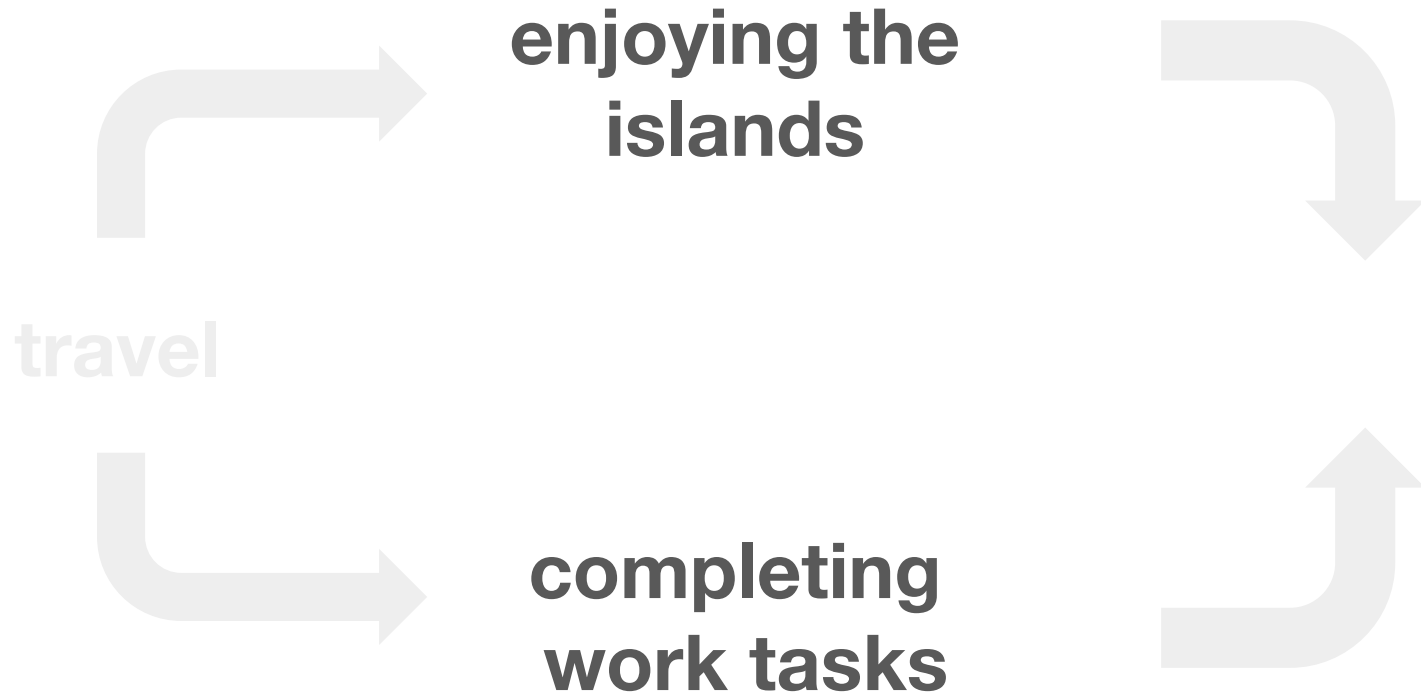 enjoying the
islands
travel
completing
work tasks